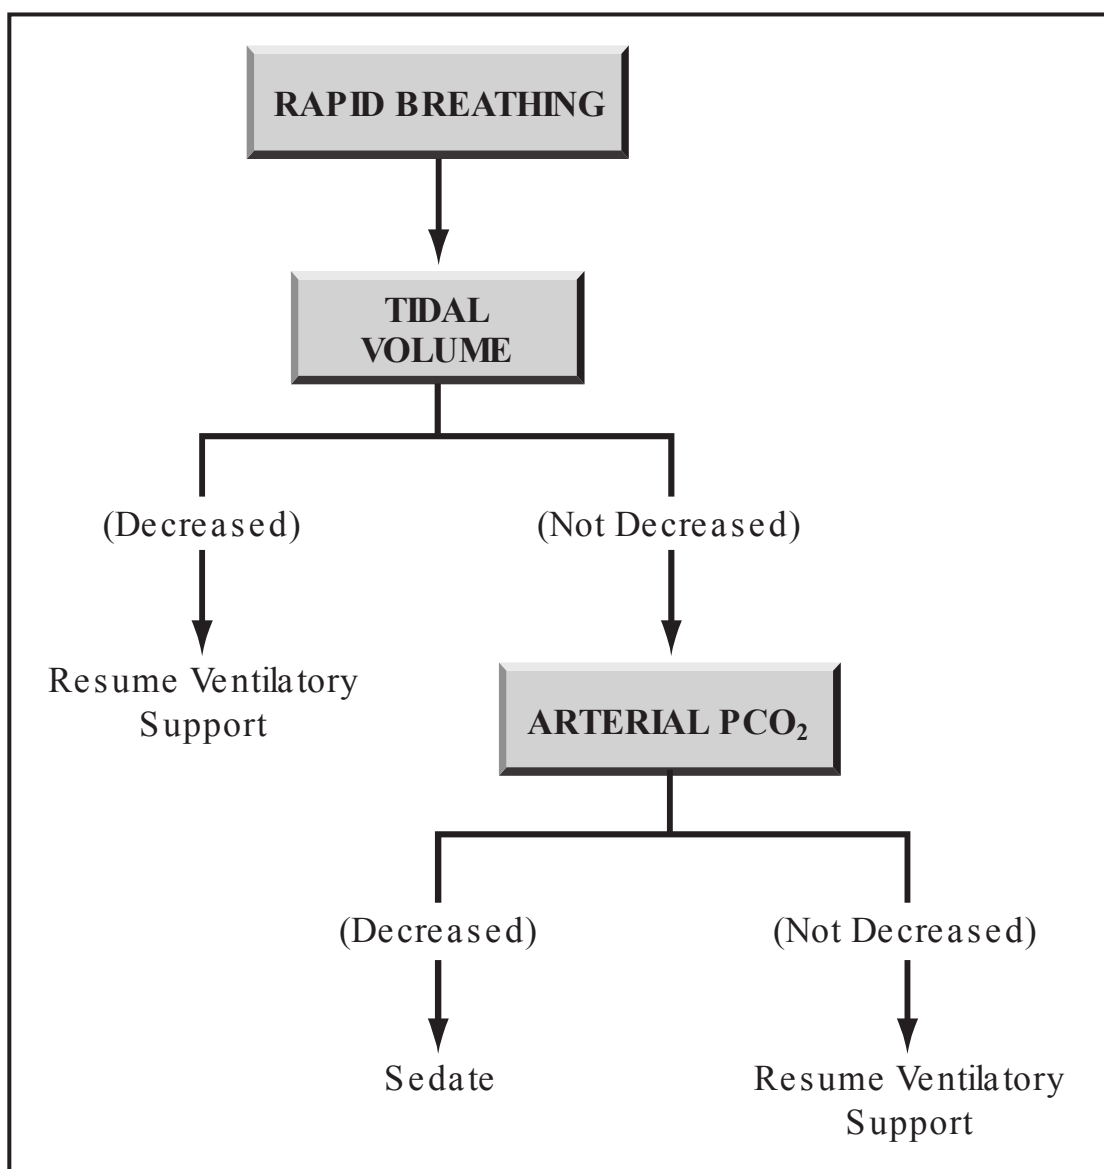 RAPID BREATHING
TIDAL
VOLUME
(Decreased)
(Not Decreased)
Resume Ventilatory
Support
ARTERIAL PCO₂
(Decreased)
(Not Decreased)
Sedate
Resume Ventilatory
Support